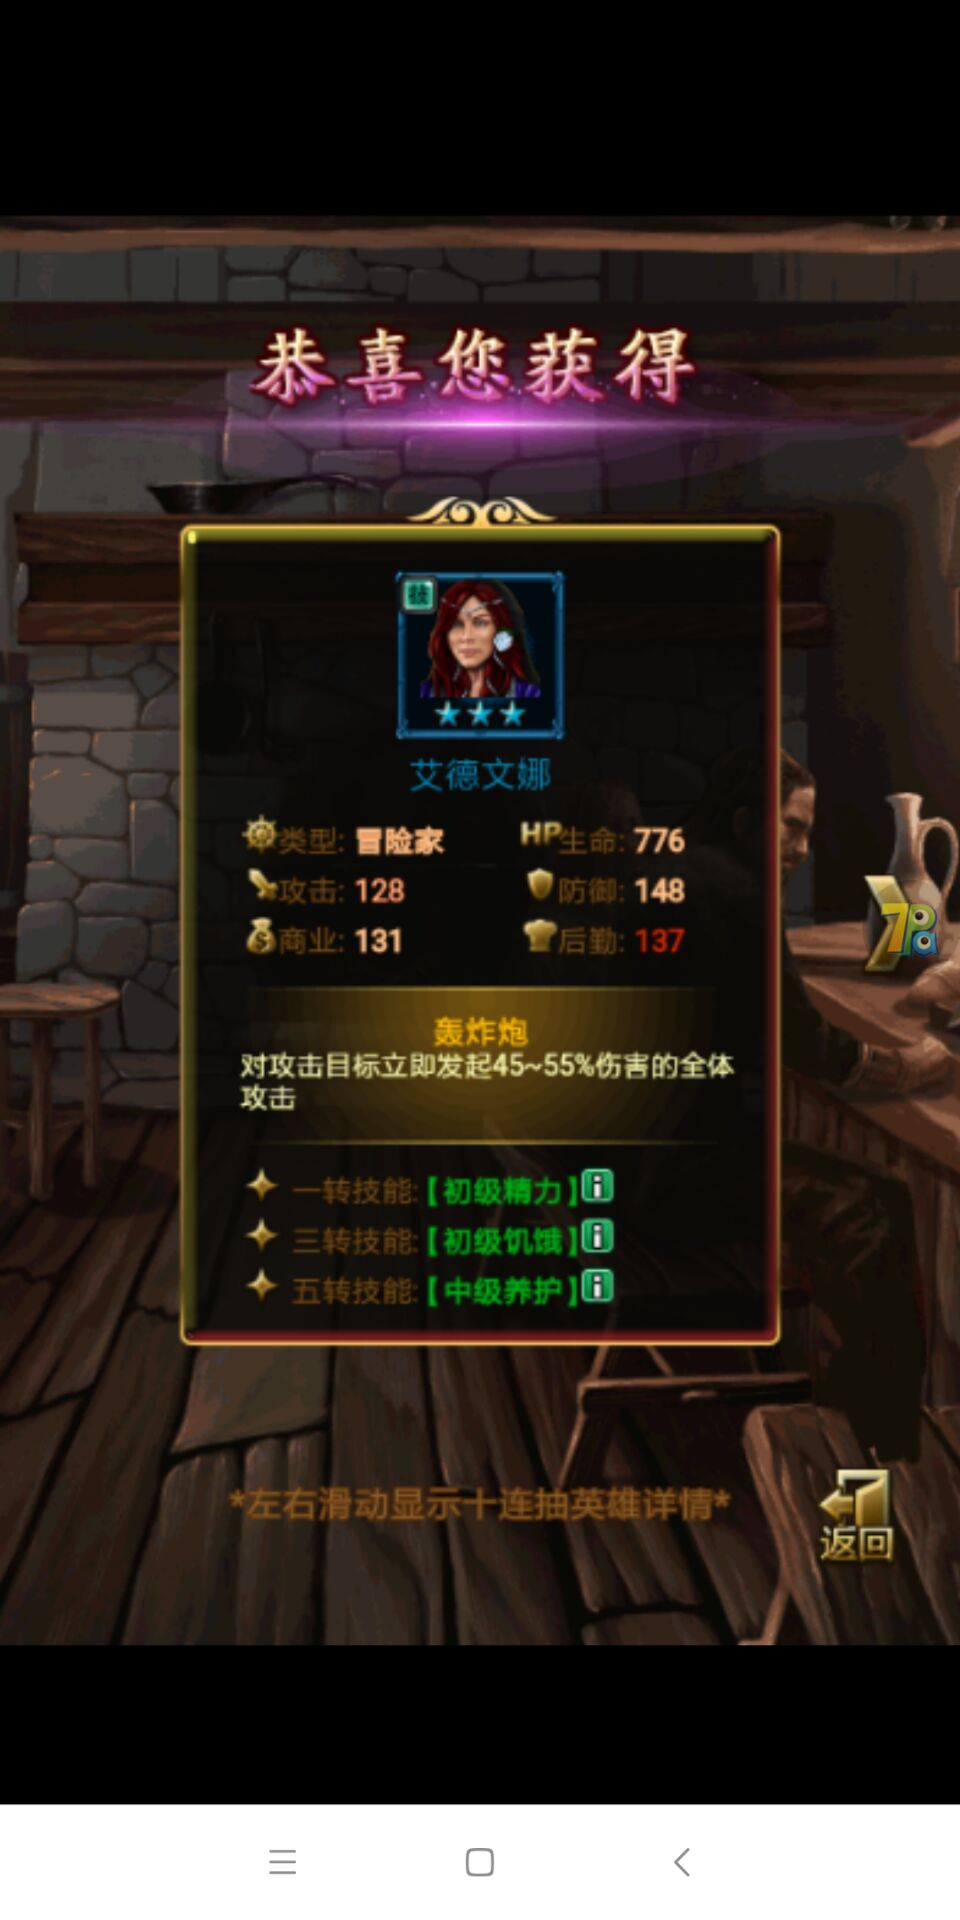 恭喜您获得
技
艾德文娜
类型: 冒险家
HP生命: 776
攻击: 128
防御: 148
商业: 131
后勤: 137
轰炸炮
对攻击目标立即发起45~55%伤害的全体
攻击
一转技能:【初级精力】i
三转技能:【初级饥饿】i
五转技能:【中级养护】i
*左右滑动显示十连抽英雄详情*
返回
7Pa